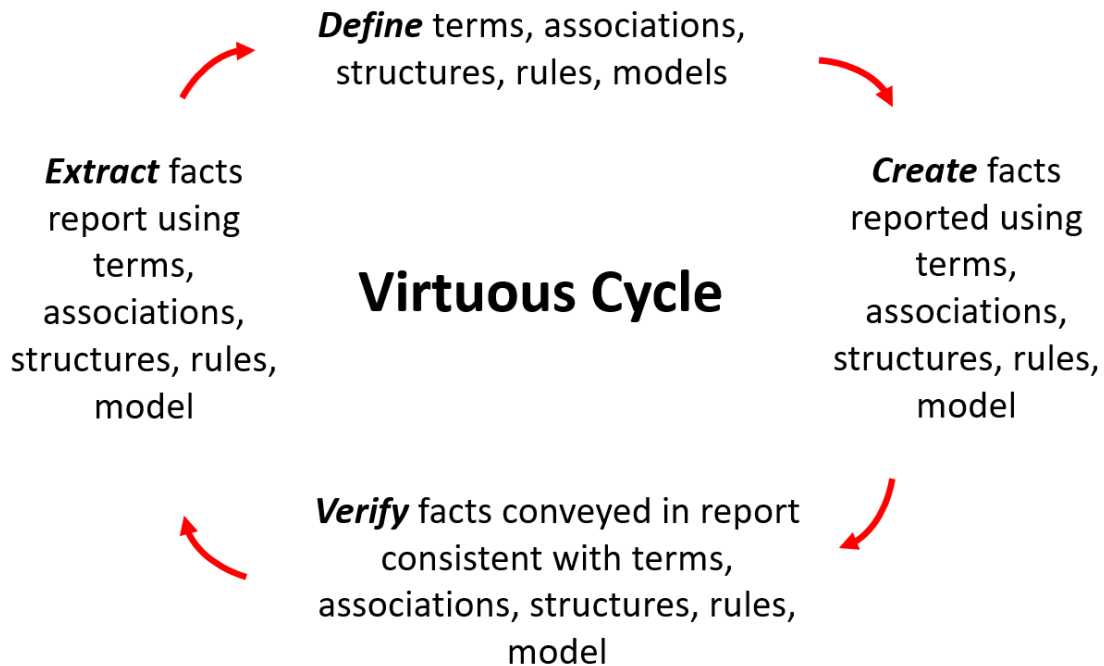 Define terms, associations,
structures, rules, models
Extract facts
report using
terms,
associations,
structures, rules,
model
Virtuous Cycle
Create facts
reported using
terms,
associations,
structures, rules,
model
Verify facts conveyed in report
consistent with terms,
associations, structures, rules,
model